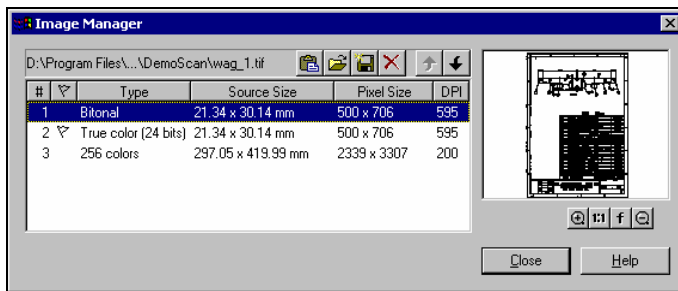 Image Manager
D:\Program Files\...\DemoScan\wag_1.tif
# Type Source Size Pixel Size DPI
1 Bitonal 21.34 x 30.14 mm 500 x 706 595
2 True color (24 bits) 21.34 x 30.14 mm 500 x 706 595
3 256 colors 297.05 x 419.99 mm 2339 x 3307 200
1:1 f
Close Help